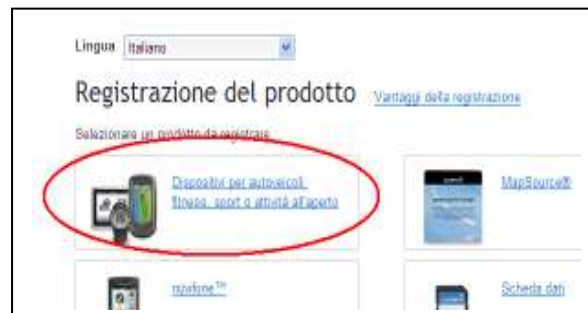 Lingua Italiano
Registrazione del prodotto Vantaggi della registrazione
Selezionare un prodotto da registrare
Dispositivi per autoveicoli,
fitness, sport o attività all'aperto
MapSource®
nüvifone™
Scheda dati